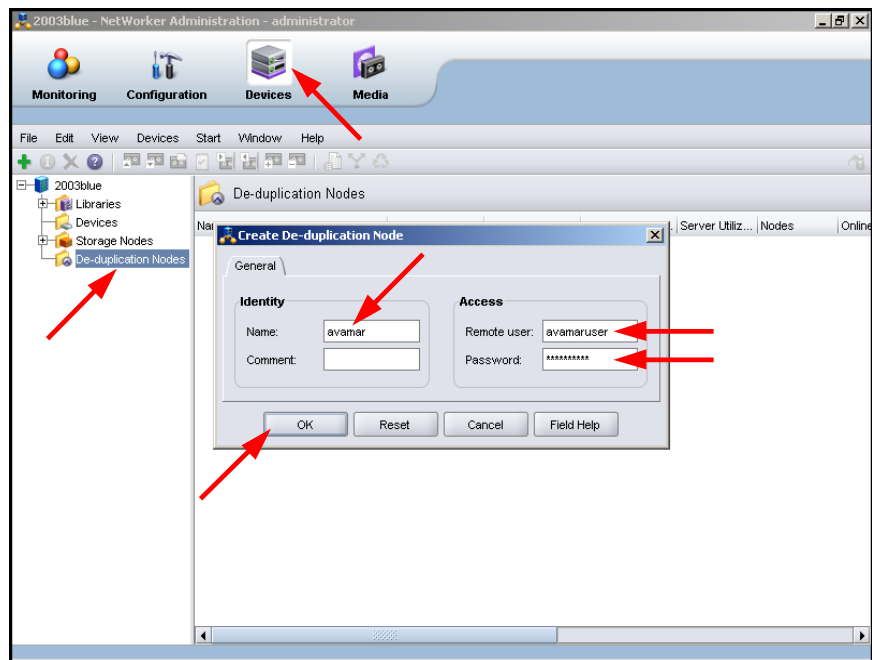 2003blue - NetWorker Administration - administrator
Monitoring Configuration Devices Media
File Edit View Devices Start Window Help
2003blue
Libraries
Devices
Storage Nodes
De-duplication Nodes
De-duplication Nodes
Server Utiliz... Nodes Online
Create De-duplication Node
General
Identity
Name: avamar
Comment:
Access
Remote user: avamaruser
Password: **********
OK Reset Cancel Field Help